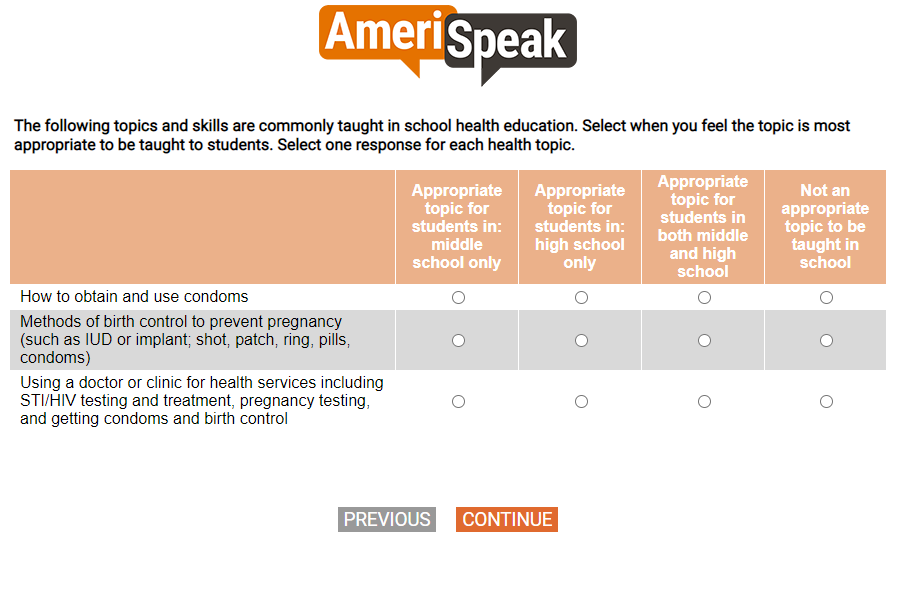 AmeriSpeak
The following topics and skills are commonly taught in school health education. Select when you feel the topic is most
appropriate to be taught to students. Select one response for each health topic.
Appropriate
topic for
students in:
middle
school only
Appropriate
topic for
students in:
high school
only
Appropriate
topic for
students in
both middle
and high
school
Not an
appropriate
topic to be
taught in
school
How to obtain and use condoms
Methods of birth control to prevent pregnancy
(such as IUD or implant; shot, patch, ring, pills,
condoms)
Using a doctor or clinic for health services including
STI/HIV testing and treatment, pregnancy testing,
and getting condoms and birth control
PREVIOUS CONTINUE